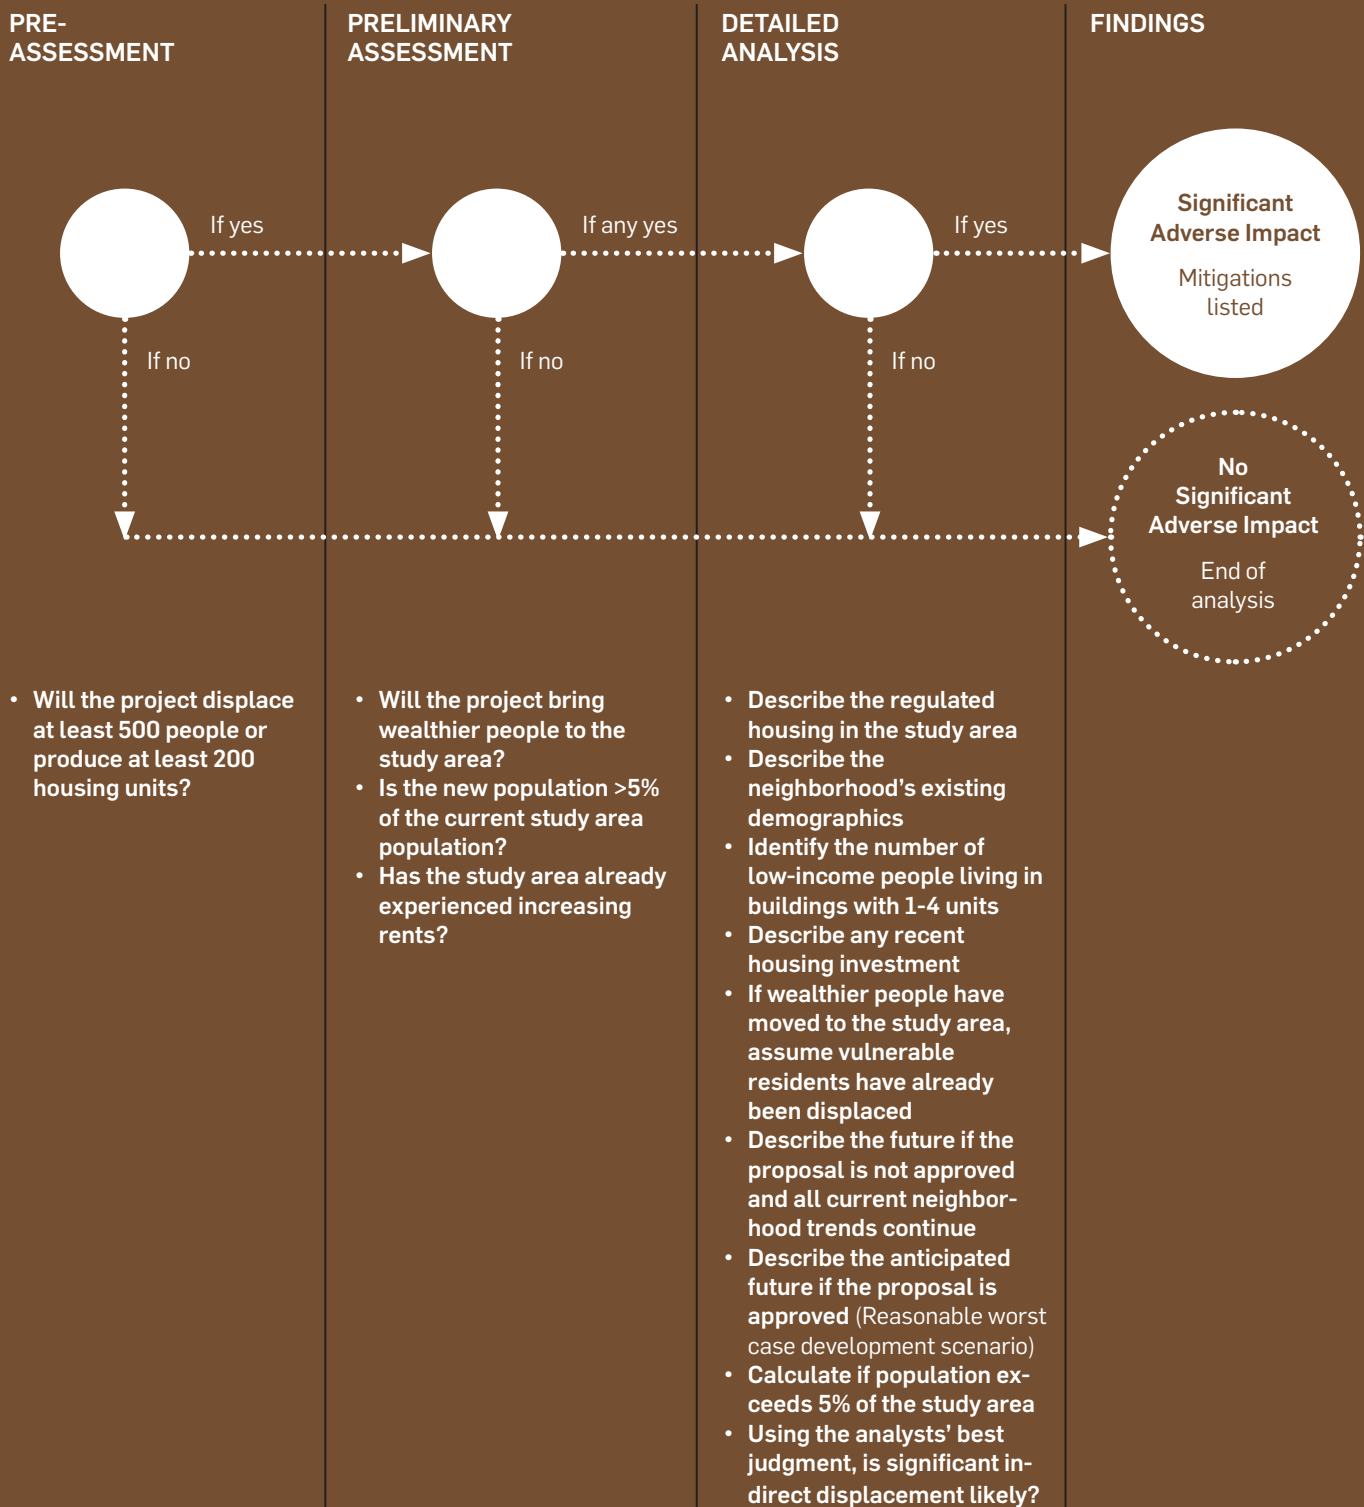 PRE-
ASSESSMENT
PRELIMINARY
ASSESSMENT
DETAILED
ANALYSIS
FINDINGS
If yes
If any yes
If yes
Significant
Adverse Impact
Mitigations
listed
If no
If no
If no
No
Significant
Adverse Impact
End of
analysis
• Will the project displace
at least 500 people or
produce at least 200
housing units?
• Will the project bring
wealthier people to the
study area?
• Is the new population >5%
of the current study area
population?
• Has the study area already
experienced increasing
rents?
• Describe the regulated
housing in the study area
• Describe the
neighborhood’s existing
demographics
• Identify the number of
low-income people living in
buildings with 1-4 units
• Describe any recent
housing investment
• If wealthier people have
moved to the study area,
assume vulnerable
residents have already
been displaced
• Describe the future if the
proposal is not approved
and all current neighbor-
hood trends continue
• Describe the anticipated
future if the proposal is
approved (Reasonable worst
case development scenario)
• Calculate if population ex-
ceeds 5% of the study area
• Using the analysts’ best
judgment, is significant in-
direct displacement likely?